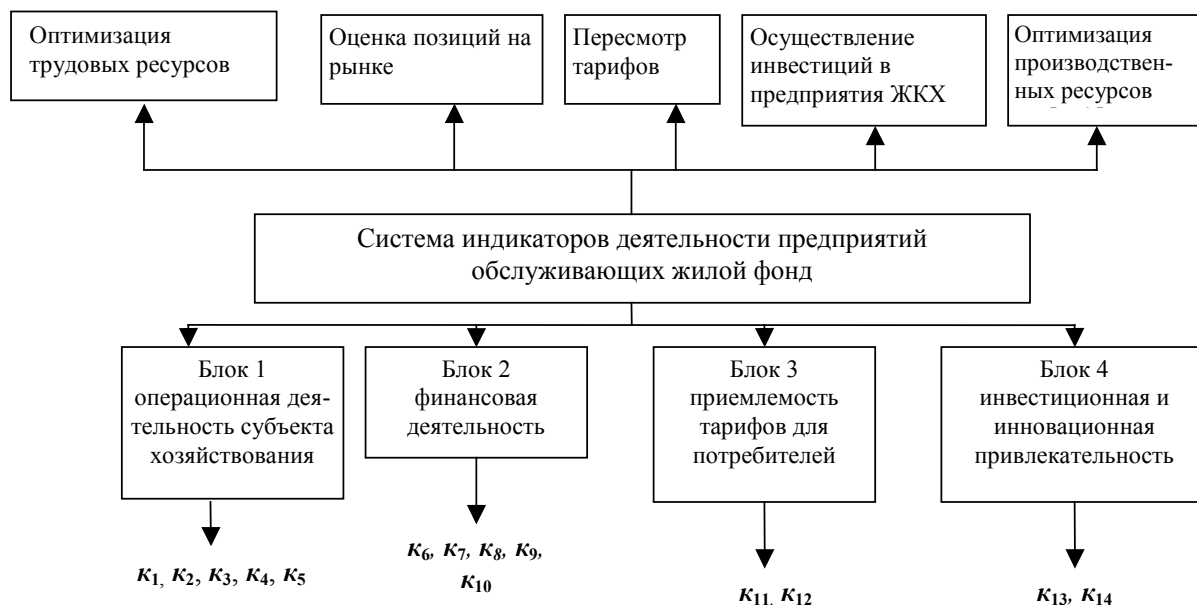 Оптимизация
трудовых ресурсов
Оценка позиций на
рынке
Пересмотр
тарифов
Осуществление
инвестиций в
предприятия ЖКХ
Оптимизация
производствен-
ных ресурсов
Система индикаторов деятельности предприятий
обслуживающих жилой фонд
Блок 1
операционная дея-
тельность субъекта
хозяйствования
Блок 2
финансовая
деятельность
Блок 3
приемлемость
тарифов для
потребителей
Блок 4
инвестиционная и
инновационная
привлекательность
к1, к2, к3, к4, к5
к6, к7, к8, к9,
к10
к11, к12
к13, к14